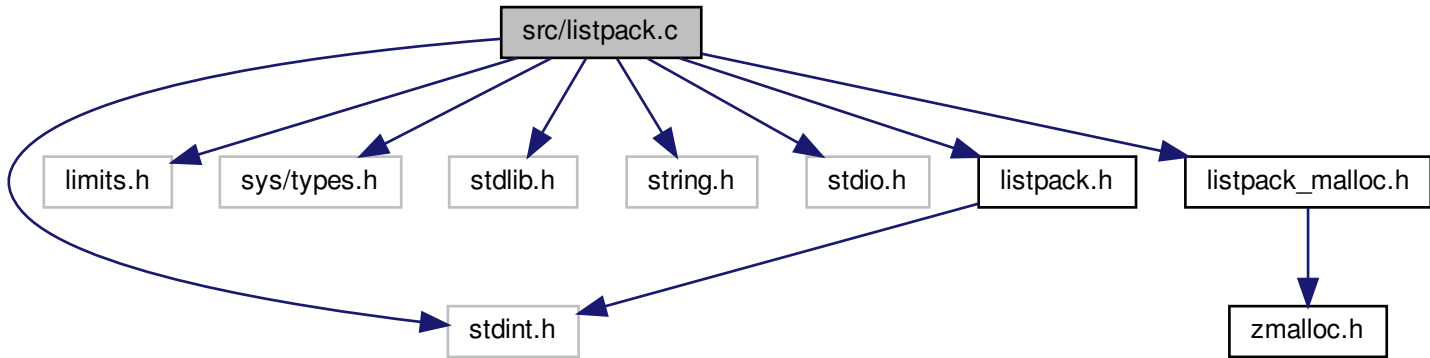 src/listpack.c
limits.h
sys/types.h
stdlib.h
string.h
stdio.h
listpack.h
listpack_malloc.h
stdint.h
zmalloc.h